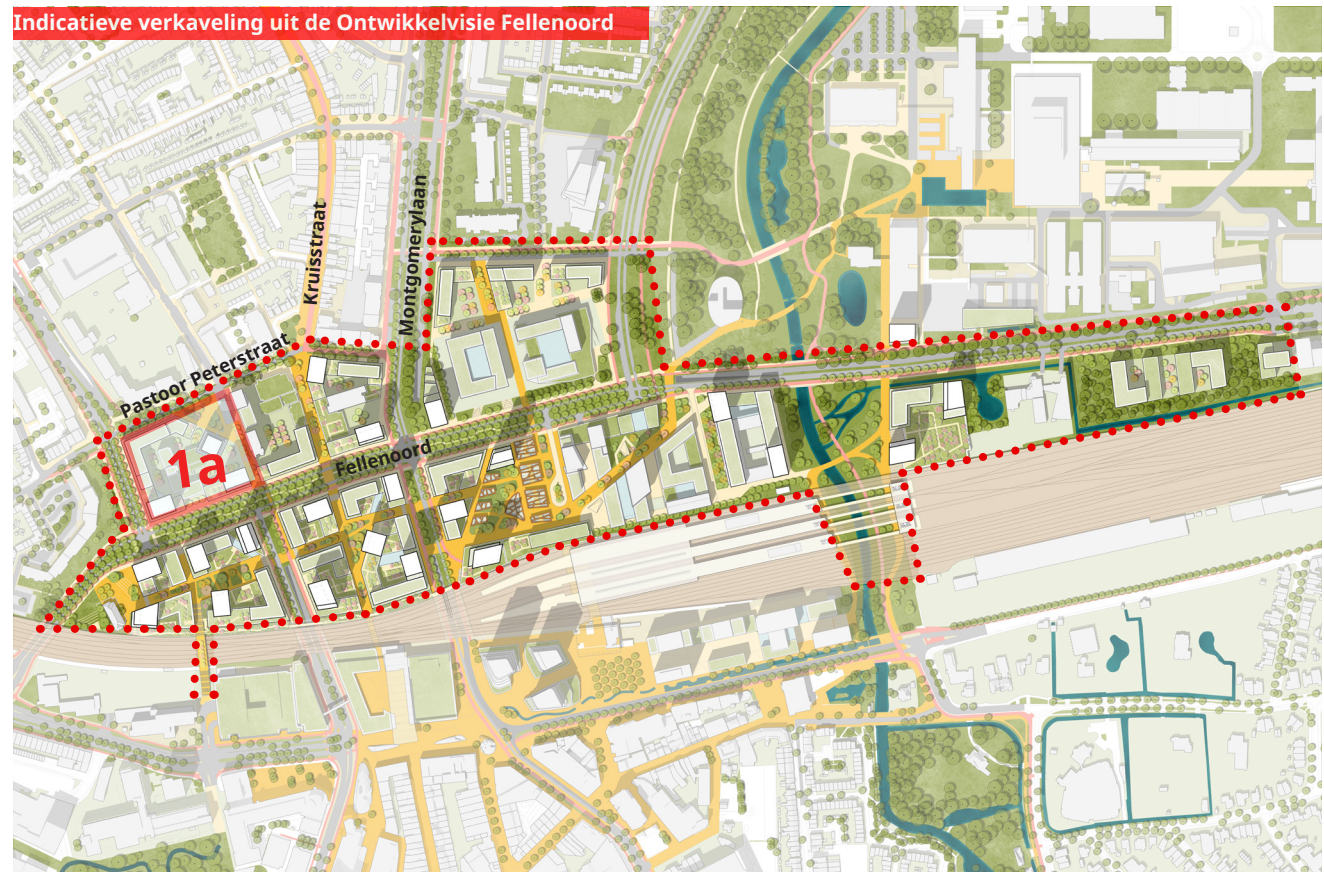 Indicatieve verkaveling uit de Ontwikkelvisie Fellenoord
Kruisstraat
Montgomerylaan
Pastoor Peterstraat
Fellenoord
1a